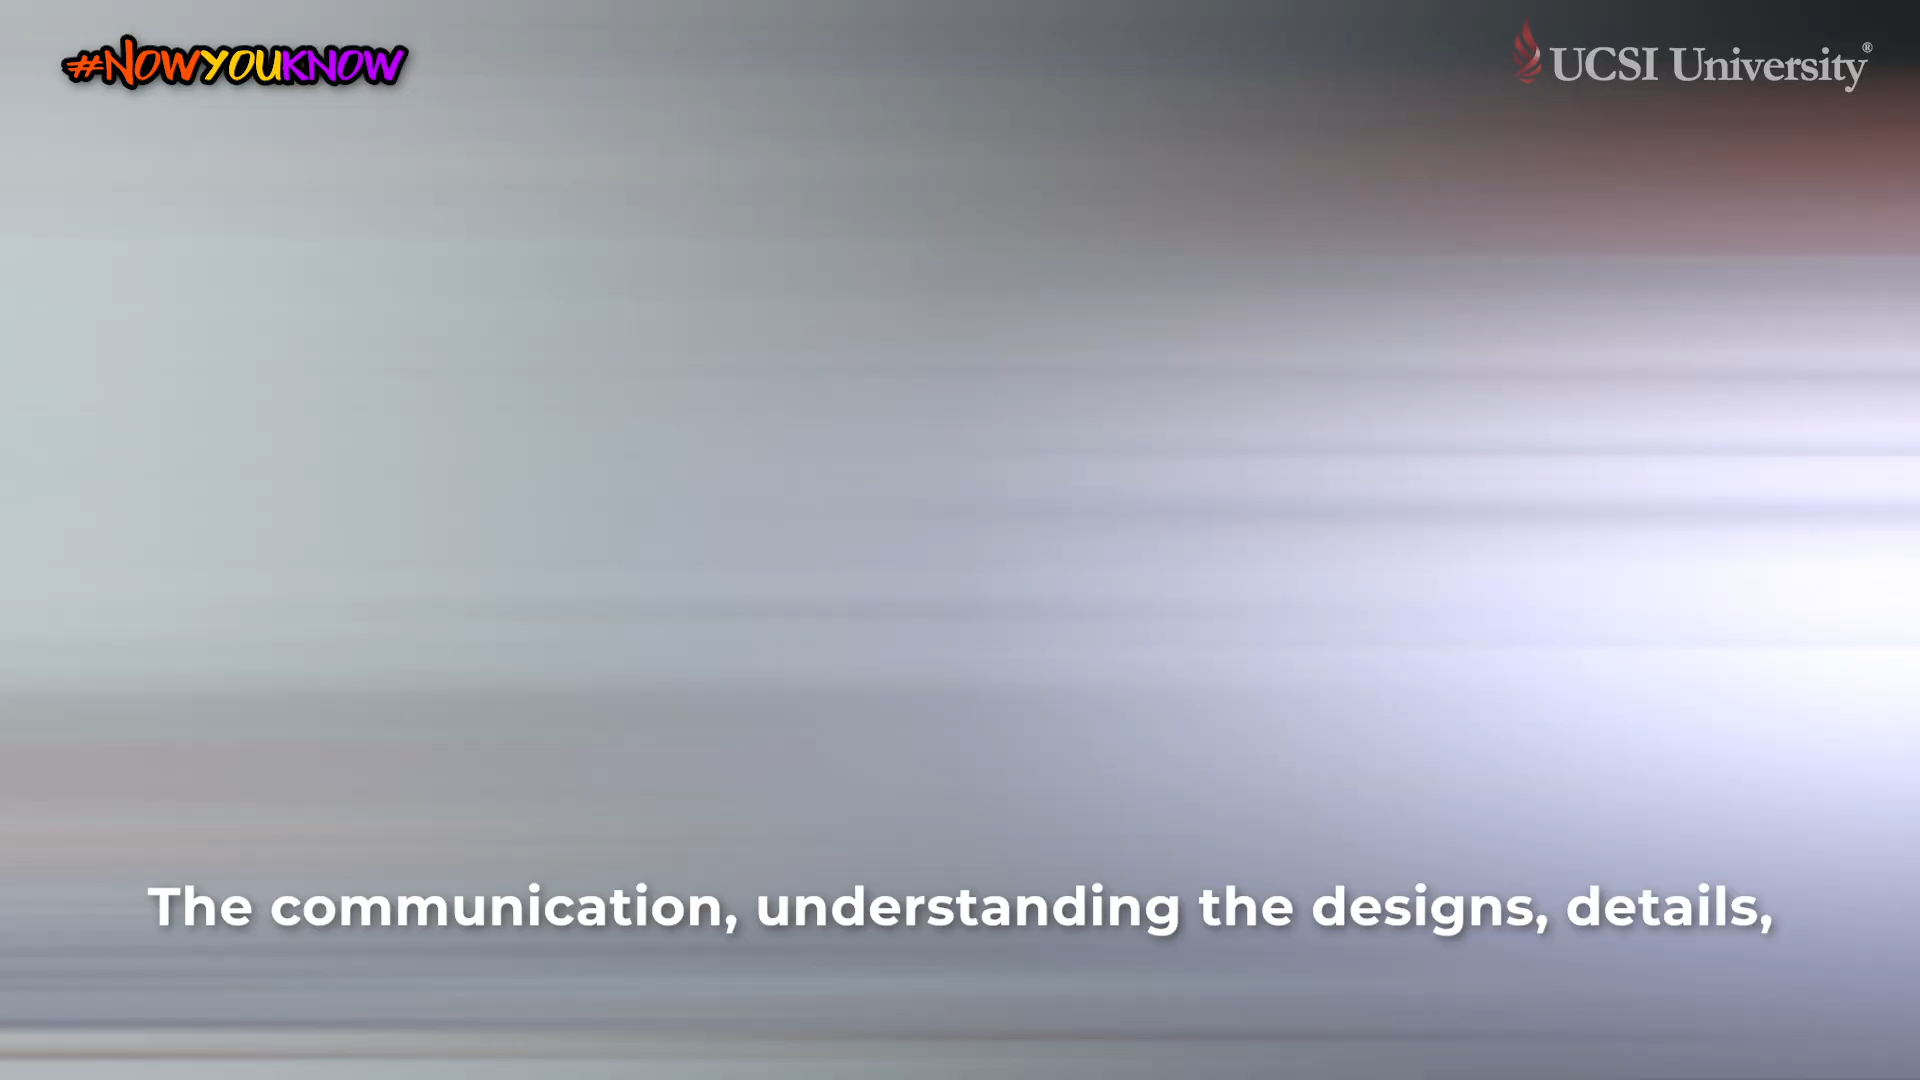 #NOWYOUKNOW
UCSI University®
The communication, understanding the designs, details,